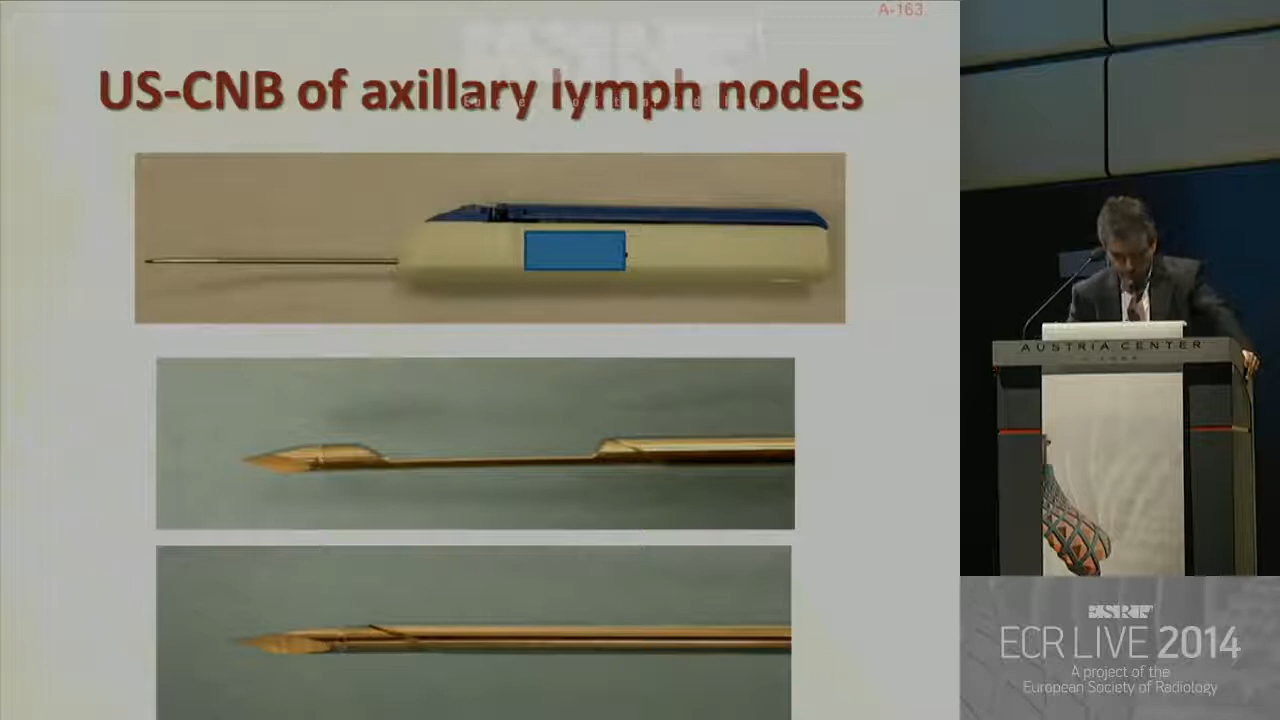 A-163
US-CNB of axillary lymph nodes
AUSTRIA CENTER
ESR
ECR LIVE 2014
A project of the
European Society of Radiology